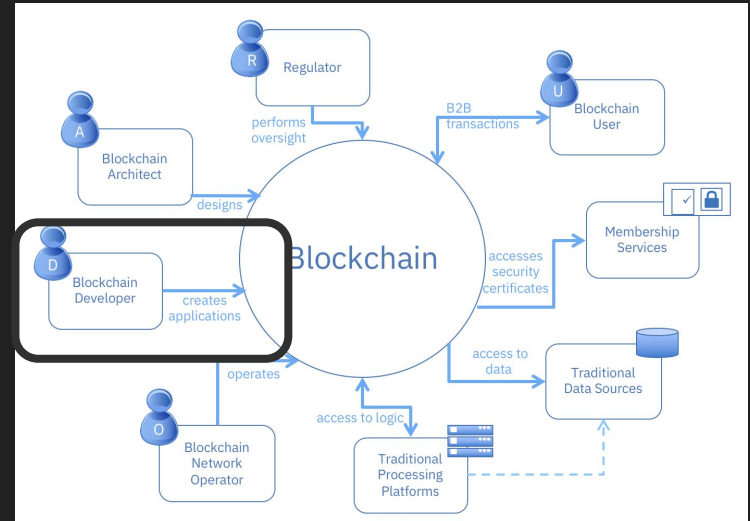 R
Regulator
performs
oversight
A
Blockchain
Architect
designs
U
Blockchain
User
B2B
transactions
D
Blockchain
Developer
creates
applications
Blockchain
Membership
Services
accesses
security
certificates
operates
O
Blockchain
Network
Operator
access to logic
Traditional
Processing
Platforms
access to
data
Traditional
Data Sources